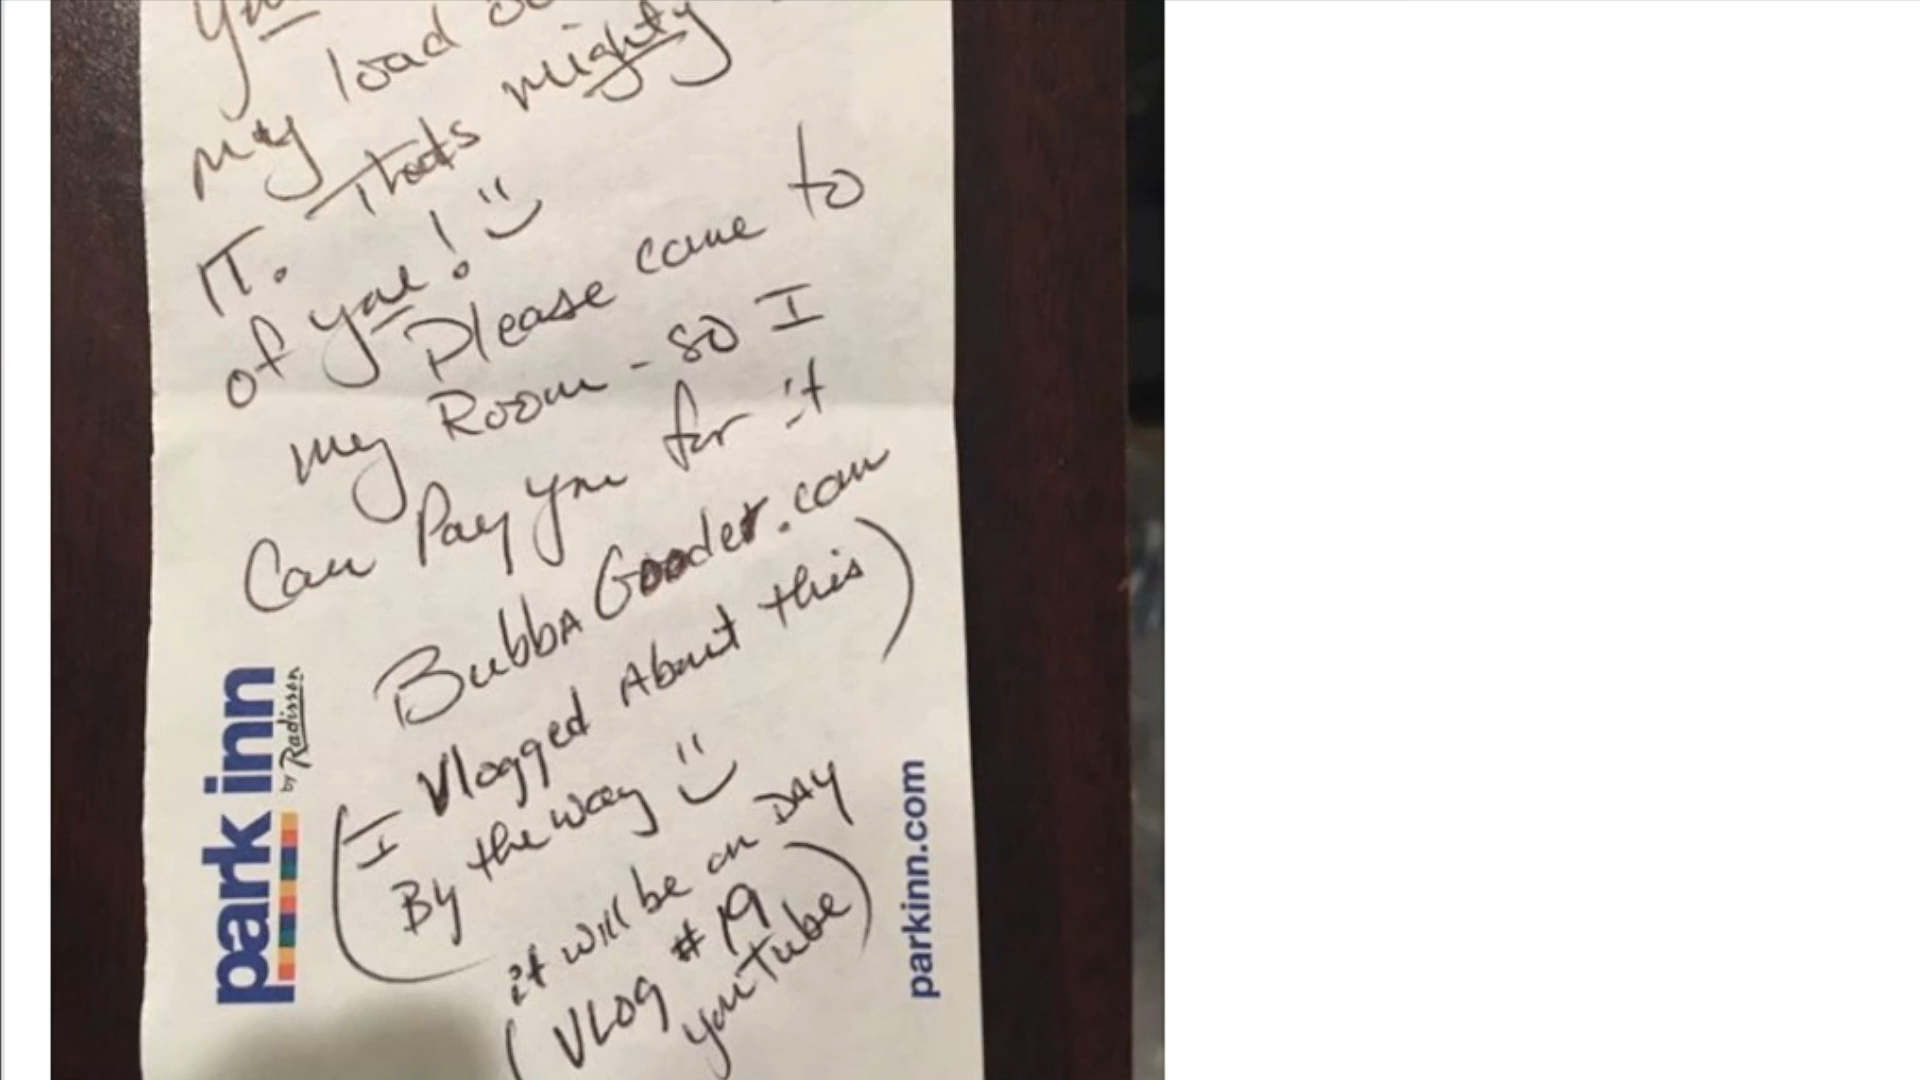 my load
IT. Thats mighty
of you! :)
Please come to
my Room - so I
Can Pay you for it
BubbA Gooder.com
(I Vlogged About this)
By the way :)
it will be on DAY
(VLOG #19
youTube)
park inn
by Radisson
parkinn.com